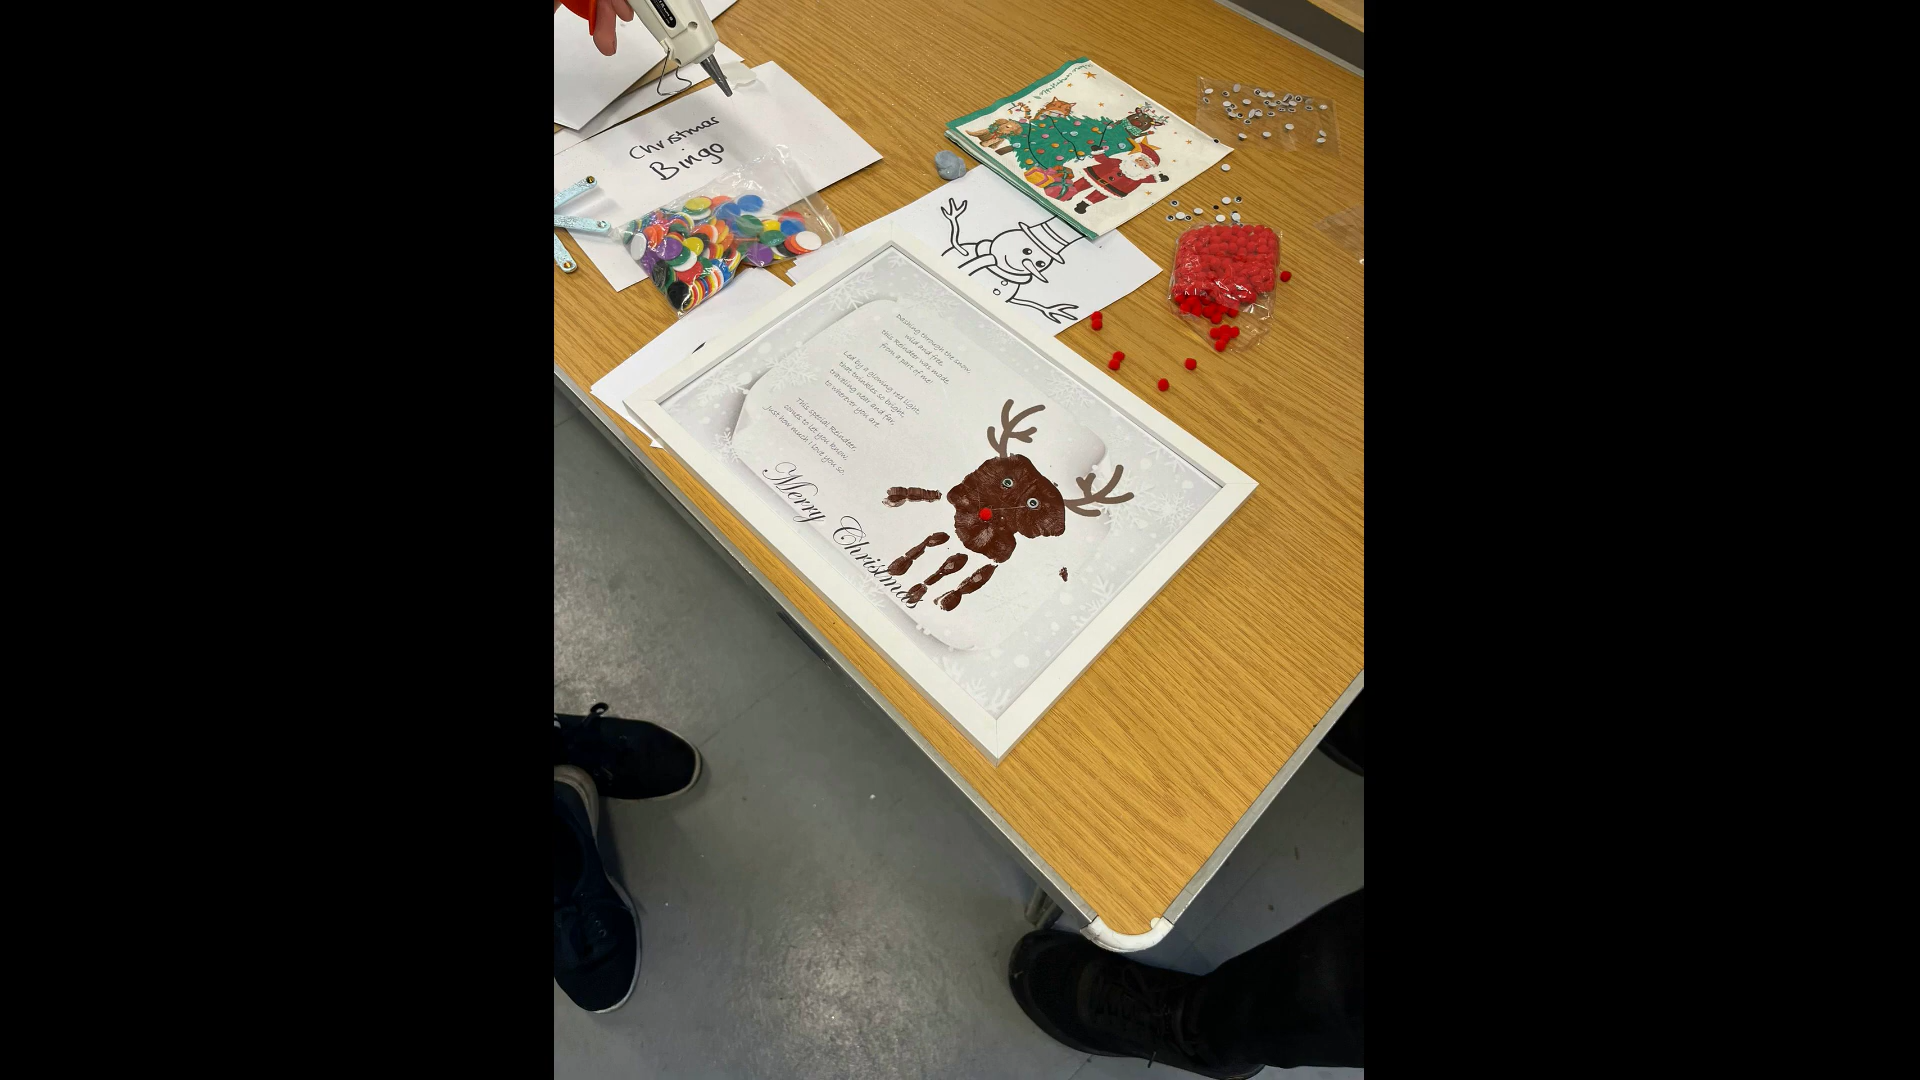 Christmas
Bingo
Dashing through the snow,
wild and free,
this Reindeer was made
from a part of me!
Led by a glowing red light,
that twinkles so bright,
traveling near and far,
to wherever you are.
This special Reindeer,
comes to let you know,
just how much I love you so.
Merry Christmas